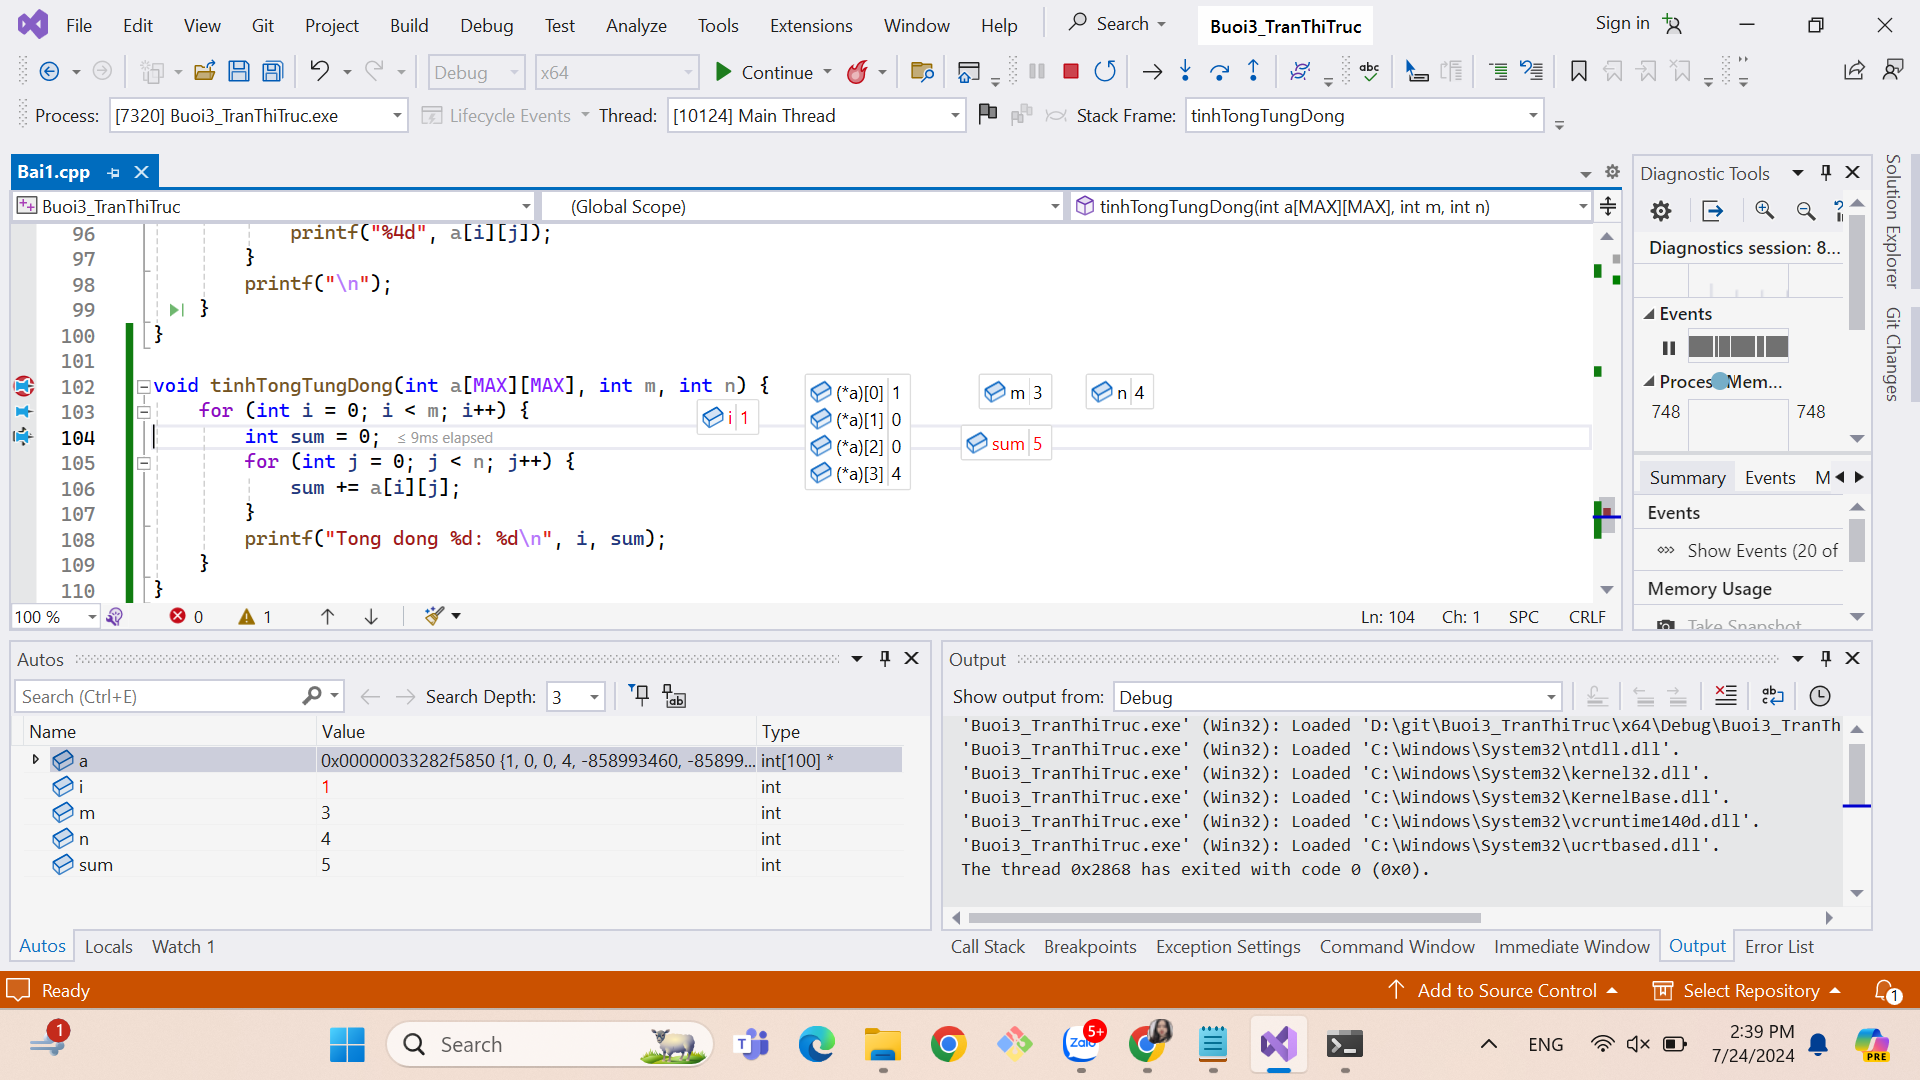 File Edit View Git Project Build Debug Test Analyze Tools Extensions Window Help Search Buoi3_TranThiTruc Sign in
Debug x64 Continue
Process: [7320] Buoi3_TranThiTruc.exe Lifecycle Events Thread: [10124] Main Thread Stack Frame: tinhTongTungDong
Bai1.cpp
Buoi3_TranThiTruc (Global Scope) tinhTongTungDong(int a[MAX][MAX], int m, int n)
96 printf("%4d", a[i][j]);
97 }
98 printf("\n");
99 }
100 }
101
102 void tinhTongTungDong(int a[MAX][MAX], int m, int n) {
103 for (int i = 0; i < m; i++) {
104 int sum = 0; ≤ 9ms elapsed
105 for (int j = 0; j < n; j++) {
106 sum += a[i][j];
107 }
108 printf("Tong dong %d: %d\n", i, sum);
109 }
110 }
i 1
(*a)[0] 1
(*a)[1] 0
(*a)[2] 0
(*a)[3] 4
m 3
n 4
sum 5
100 % 0 1 Ln: 104 Ch: 1 SPC CRLF
Diagnostic Tools
Diagnostics session: 8...
Events
Process Mem...
748 748
Summary Events M
Events
Show Events (20 of
Memory Usage
Take Snapshot
Solution Explorer
Git Changes
Autos
Search (Ctrl+E) Search Depth: 3
Name Value Type
a 0x00000033282f5850 {1, 0, 0, 4, -858993460, -85899... int[100] *
i 1 int
m 3 int
n 4 int
sum 5 int
Autos Locals Watch 1
Output
Show output from: Debug
'Buoi3_TranThiTruc.exe' (Win32): Loaded 'D:\git\Buoi3_TranThiTruc\x64\Debug\Buoi3_TranTh
'Buoi3_TranThiTruc.exe' (Win32): Loaded 'C:\Windows\System32\ntdll.dll'.
'Buoi3_TranThiTruc.exe' (Win32): Loaded 'C:\Windows\System32\kernel32.dll'.
'Buoi3_TranThiTruc.exe' (Win32): Loaded 'C:\Windows\System32\KernelBase.dll'.
'Buoi3_TranThiTruc.exe' (Win32): Loaded 'C:\Windows\System32\vcruntime140d.dll'.
'Buoi3_TranThiTruc.exe' (Win32): Loaded 'C:\Windows\System32\ucrtbased.dll'.
The thread 0x2868 has exited with code 0 (0x0).
Call Stack Breakpoints Exception Settings Command Window Immediate Window Output Error List
Ready Add to Source Control Select Repository 1
1 Search Zalo 5+ ENG 2:39 PM
7/24/2024 PRE